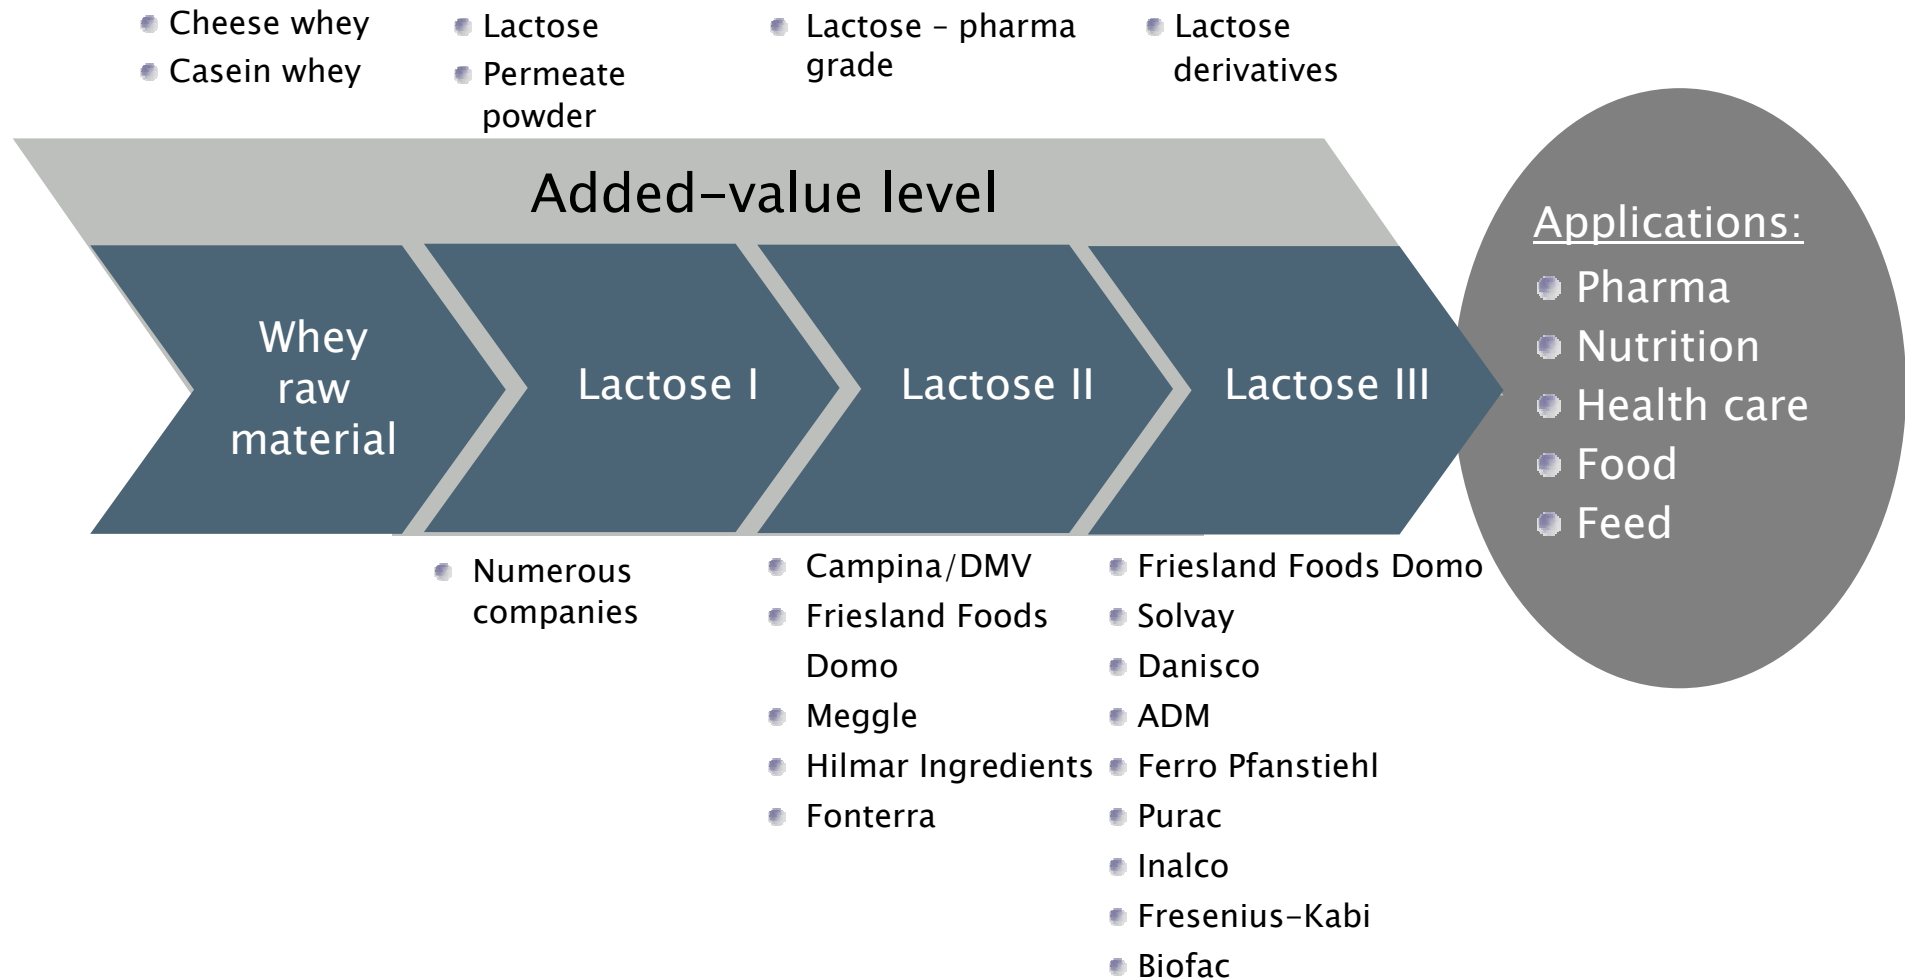 Cheese whey
Casein whey
Lactose
Permeate
powder
Lactose – pharma
grade
Lactose
derivatives
Added–value level
Whey
raw
material
Lactose I
Lactose II
Lactose III
Applications:
Pharma
Nutrition
Health care
Food
Feed
Numerous
companies
Campina/DMV
Friesland Foods
Domo
Meggle
Hilmar Ingredients
Fonterra
Friesland Foods Domo
Solvay
Danisco
ADM
Ferro Pfanstiehl
Purac
Inalco
Fresenius–Kabi
Biofac